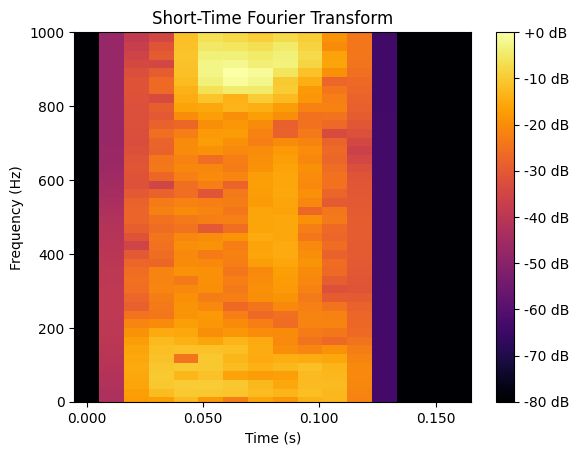 Short-Time Fourier Transform
1000
800
600
400
200
0
Frequency (Hz)
0.000
0.050
0.100
0.150
Time (s)
+0 dB
-10 dB
-20 dB
-30 dB
-40 dB
-50 dB
-60 dB
-70 dB
-80 dB